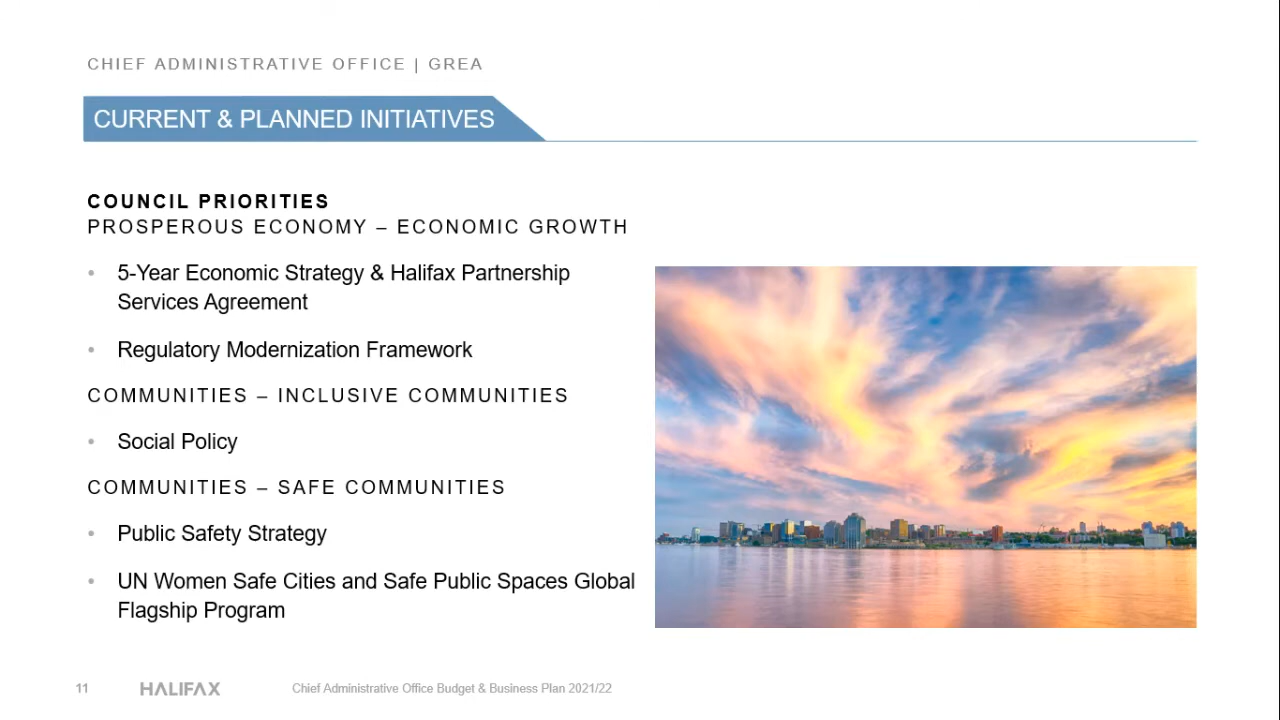 CHIEF ADMINISTRATIVE OFFICE | GREA
CURRENT & PLANNED INITIATIVES
COUNCIL PRIORITIES
PROSPEROUS ECONOMY – ECONOMIC GROWTH
• 5-Year Economic Strategy & Halifax Partnership
Services Agreement
• Regulatory Modernization Framework
COMMUNITIES – INCLUSIVE COMMUNITIES
• Social Policy
COMMUNITIES – SAFE COMMUNITIES
• Public Safety Strategy
• UN Women Safe Cities and Safe Public Spaces Global
Flagship Program
11 HALIFAX Chief Administrative Office Budget & Business Plan 2021/22